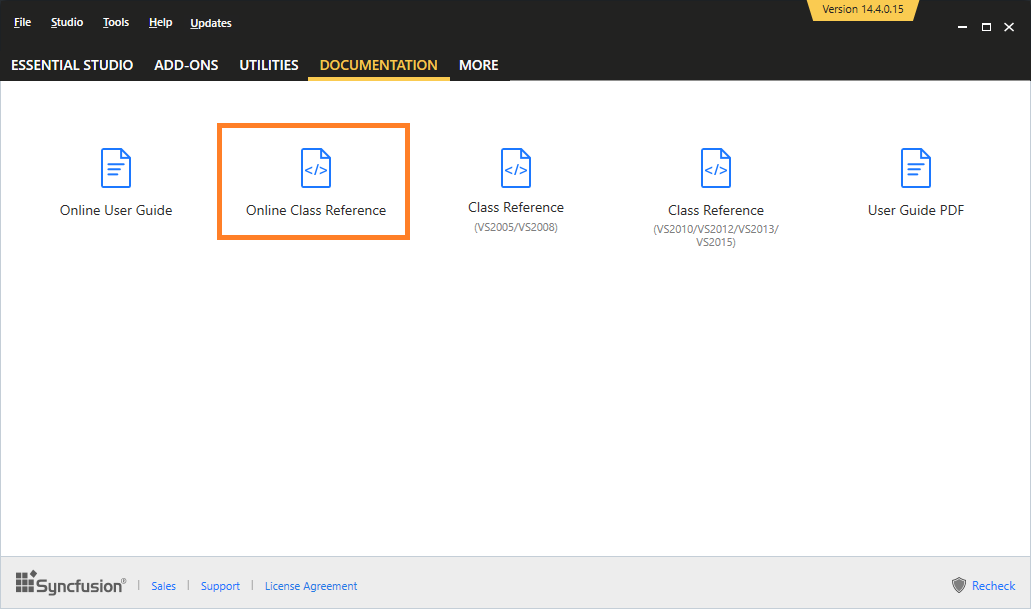 Version 14.4.0.15
File Studio Tools Help Updates
ESSENTIAL STUDIO ADD-ONS UTILITIES DOCUMENTATION MORE
</>
</>
</>
Online User Guide
Online Class Reference
Class Reference
(VS2005/VS2008)
Class Reference
(VS2010/VS2012/VS2013/
VS2015)
User Guide PDF
Syncfusion® | Sales | Support | License Agreement
Recheck